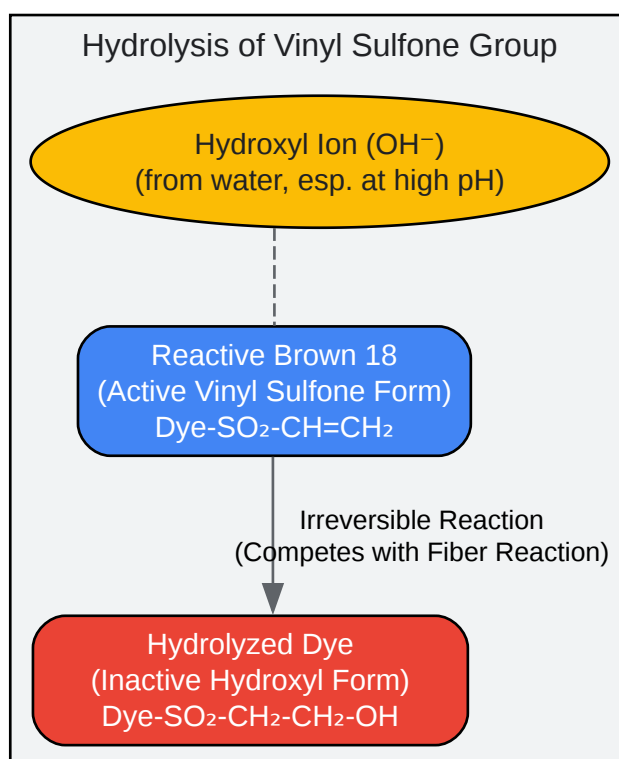 Hydrolysis of Vinyl Sulfone Group
Hydroxyl Ion (OH⁻)
(from water, esp. at high pH)
Reactive Brown 18
(Active Vinyl Sulfone Form)
Dye-SO₂-CH=CH₂
Irreversible Reaction
(Competes with Fiber Reaction)
Hydrolyzed Dye
(Inactive Hydroxyl Form)
Dye-SO₂-CH₂-CH₂-OH